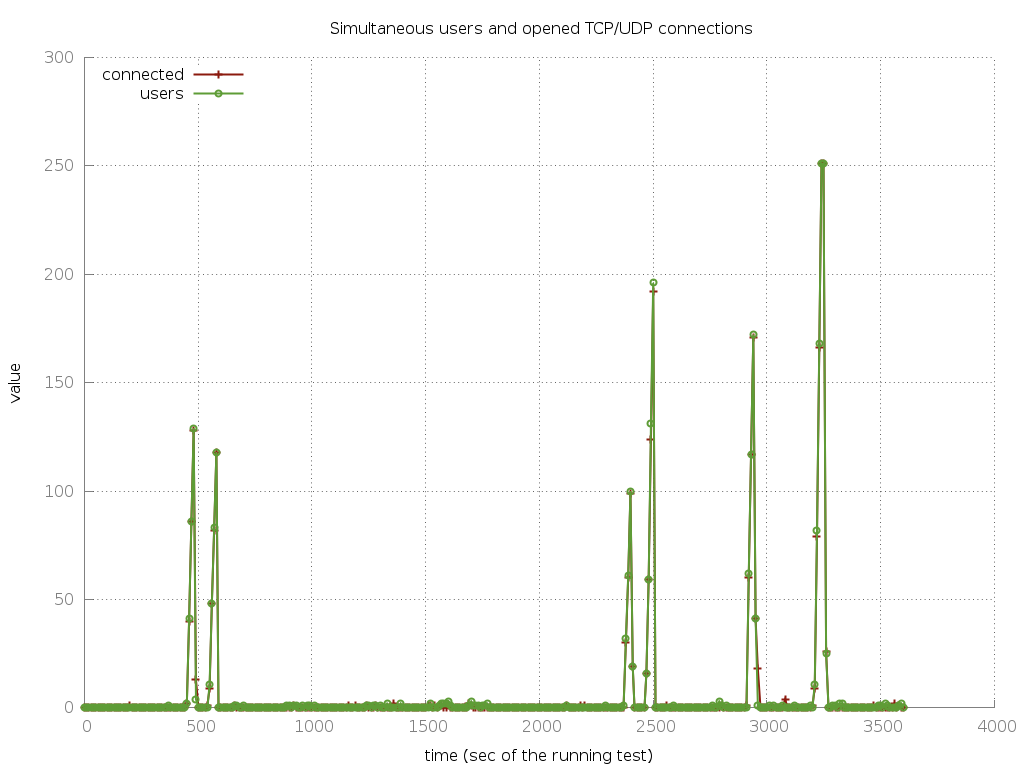 Simultaneous users and opened TCP/UDP connections
300
connected
users
250
200
value
150
100
50
0
0 500 1000 1500 2000 2500 3000 3500 4000
time (sec of the running test)